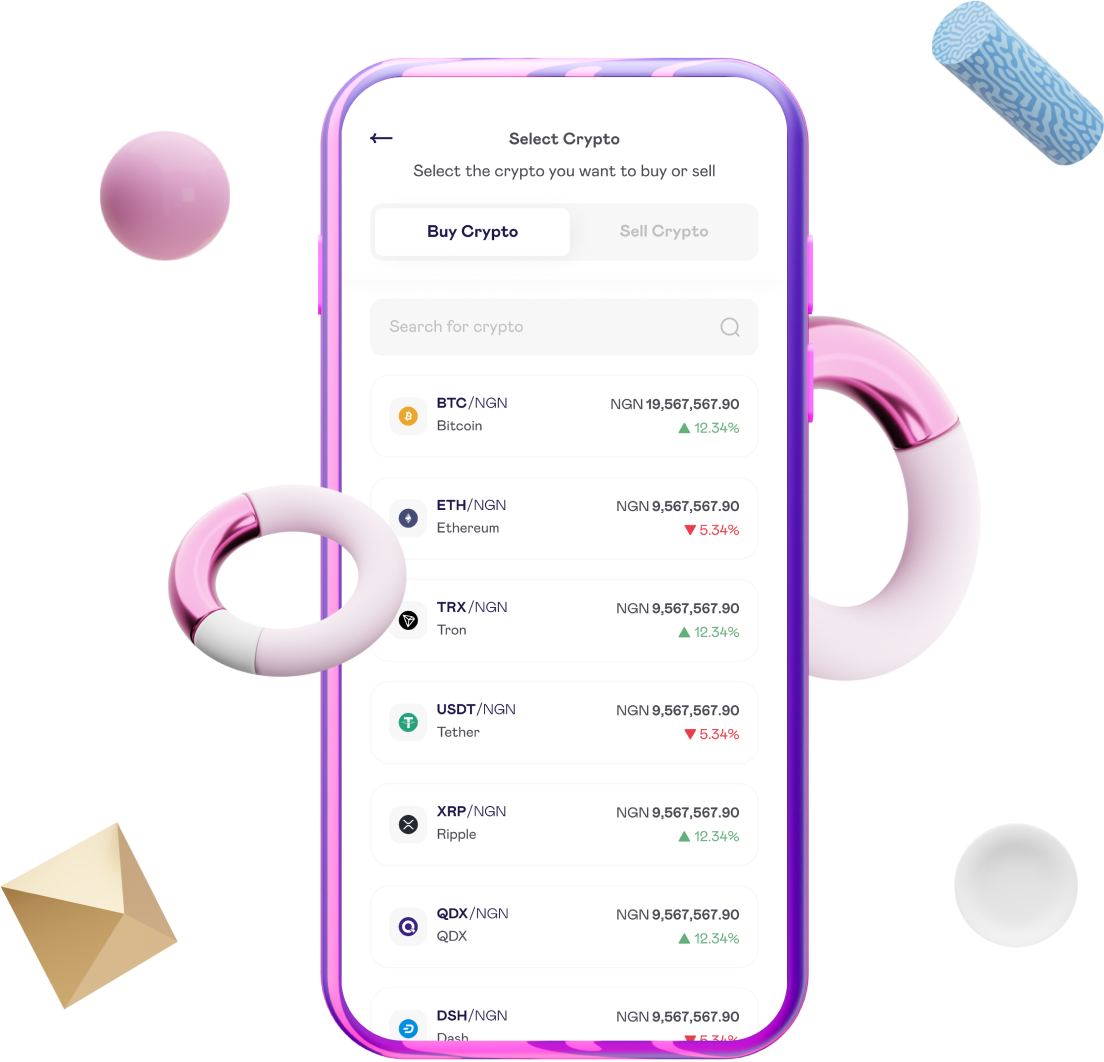 Select Crypto
Select the crypto you want to buy or sell
Buy Crypto
Sell Crypto
Search for crypto
BTC/NGN
NGN 19,567,567.90
Bitcoin
▲ 12.34%
ETH/NGN
NGN 9,567,567.90
Ethereum
▼ 5.34%
TRX/NGN
NGN 9,567,567.90
Tron
▲ 12.34%
USDT/NGN
NGN 9,567,567.90
Tether
▼ 5.34%
XRP/NGN
NGN 9,567,567.90
Ripple
▲ 12.34%
QDX/NGN
NGN 9,567,567.90
QDX
▲ 12.34%
DSH/NGN
NGN 9,567,567.90
Dash
▼ 5.34%